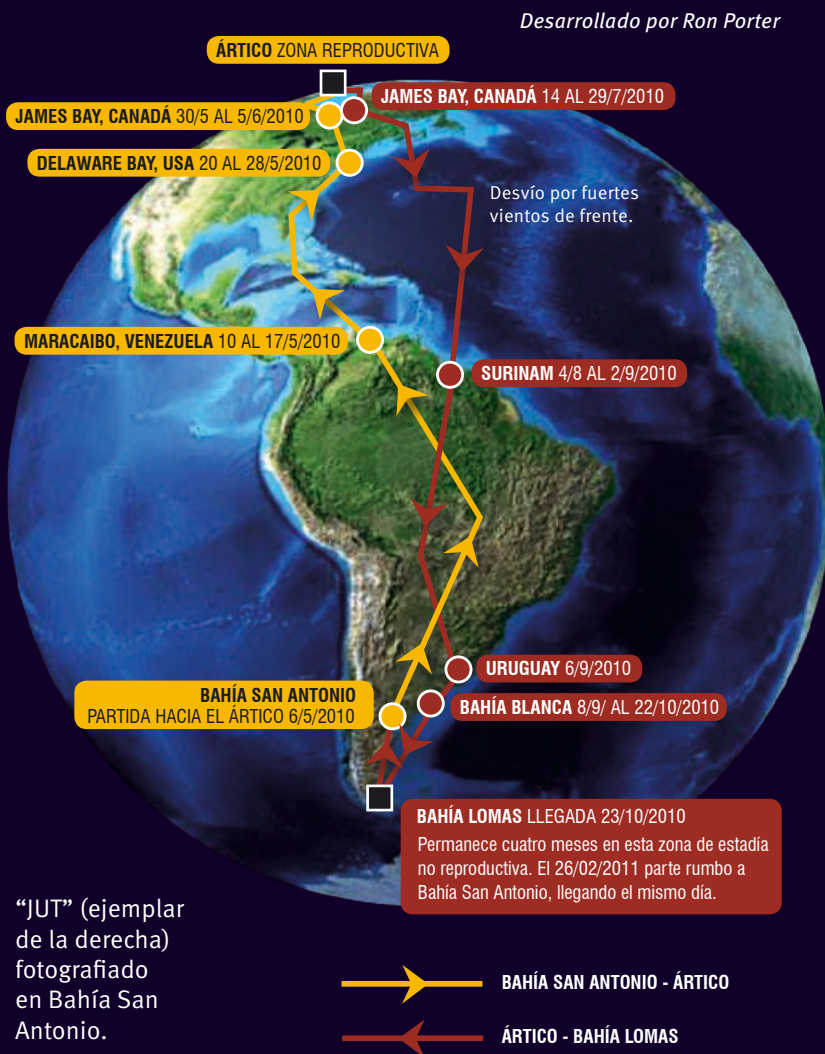 Desarrollado por Ron Porter
ÁRTICO ZONA REPRODUCTIVA
JAMES BAY, CANADÁ 14 AL 29/7/2010
JAMES BAY, CANADÁ 30/5 AL 5/6/2010
DELAWARE BAY, USA 20 AL 28/5/2010
Desvío por fuertes
vientos de frente.
MARACAIBO, VENEZUELA 10 AL 17/5/2010
SURINAM 4/8 AL 2/9/2010
URUGUAY 6/9/2010
BAHÍA SAN ANTONIO
PARTIDA HACIA EL ÁRTICO 6/5/2010
BAHÍA BLANCA 8/9/ AL 22/10/2010
BAHÍA LOMAS LLEGADA 23/10/2010
Permanece cuatro meses en esta zona de estadía
no reproductiva. El 26/02/2011 parte rumbo a
Bahía San Antonio, llegando el mismo día.
“JUT” (ejemplar
de la derecha)
fotografiado
en Bahía San
Antonio.
BAHÍA SAN ANTONIO - ÁRTICO
ÁRTICO - BAHÍA LOMAS